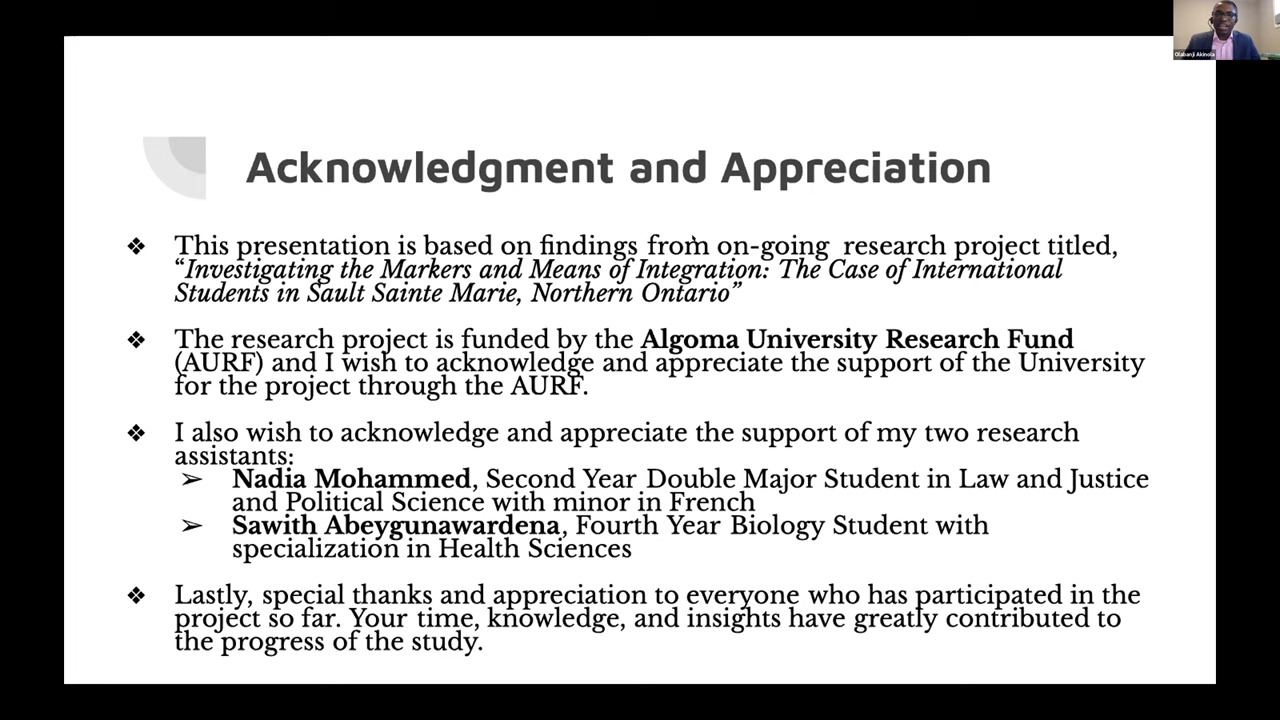 Olabanji Akinola
Acknowledgment and Appreciation
❖ This presentation is based on findings from on-going research project titled,
“Investigating the Markers and Means of Integration: The Case of International
Students in Sault Sainte Marie, Northern Ontario”
❖ The research project is funded by the Algoma University Research Fund
(AURF) and I wish to acknowledge and appreciate the support of the University
for the project through the AURF.
❖ I also wish to acknowledge and appreciate the support of my two research
assistants:
➢ Nadia Mohammed, Second Year Double Major Student in Law and Justice
and Political Science with minor in French
➢ Sawith Abeygunawardena, Fourth Year Biology Student with
specialization in Health Sciences
❖ Lastly, special thanks and appreciation to everyone who has participated in the
project so far. Your time, knowledge, and insights have greatly contributed to
the progress of the study.